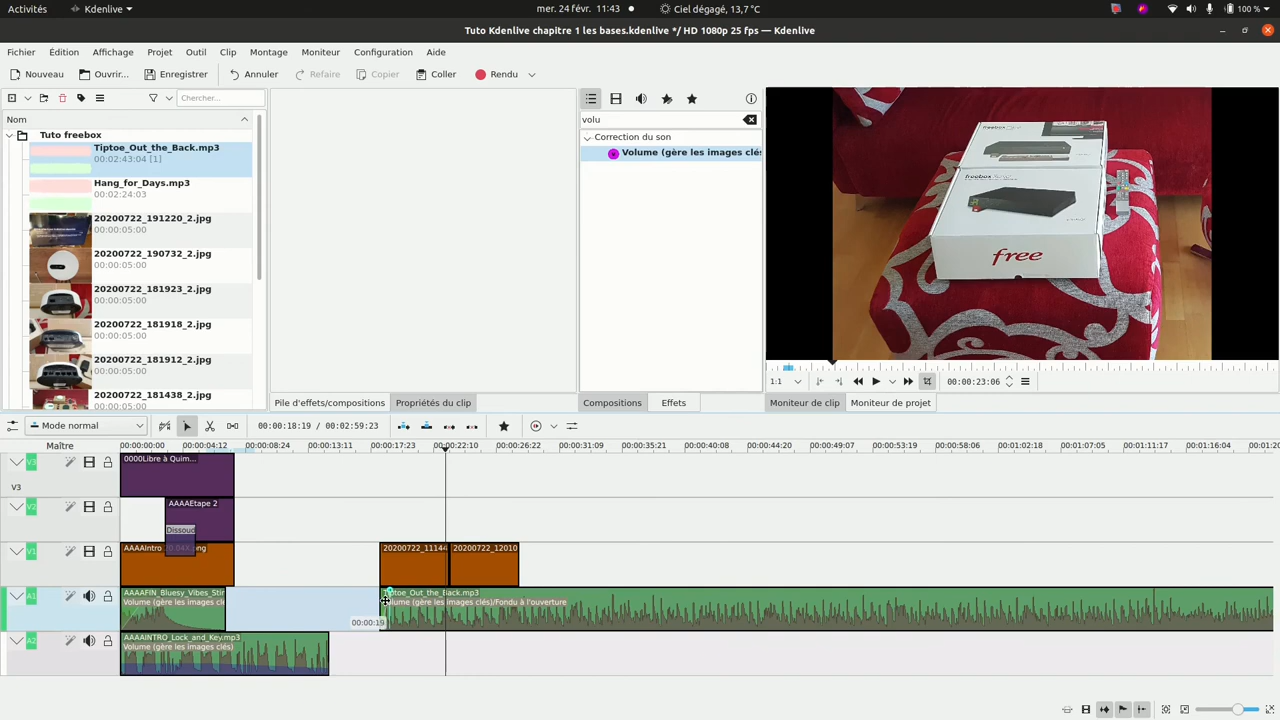 Activités
Kdenlive
mer. 24 févr. 11:43
Ciel dégagé, 13,7 °C
100 %
Tuto Kdenlive chapitre 1 les bases.kdenlive */ HD 1080p 25 fps — Kdenlive
Fichier Édition Affichage Projet Outil Clip Montage Moniteur Configuration Aide
Nouveau Ouvrir... Enregistrer Annuler Refaire Copier Coller Rendu
Chercher...
volu
Nom
Tuto freebox
Correction du son
Volume (gère les images clés
Tiptoe_Out_the_Back.mp3
00:02:43:04 [1]
Hang_for_Days.mp3
00:02:24:03
20200722_191220_2.jpg
00:00:05:00
20200722_190732_2.jpg
00:00:05:00
20200722_181923_2.jpg
00:00:05:00
20200722_181918_2.jpg
00:00:05:00
20200722_181912_2.jpg
00:00:05:00
20200722_181438_2.jpg
00:00:05:00
free
1:1
00:00:23:06
Pile d'effets/compositions Propriétés du clip Compositions Effets Moniteur de clip Moniteur de projet
Mode normal
00:00:18:19 / 00:02:59:23
Maître
00:00:00:00 00:00:04:12 00:00:08:24 00:00:13:11 00:00:17:23 00:00:22:10 00:00:26:22 00:00:31:09 00:00:35:21 00:00:40:08 00:00:44:20 00:00:49:07 00:00:53:19 00:00:58:06 00:01:02:18 00:01:07:05 00:01:11:17 00:01:16:04 00:01:20
V3
0000Libre à Quim...
V3
V2
AAAAEtape 2
Dissoud
V1
AAAAIntro
.png
20200722_1114
20200722_12010
A1
AAAAFIN_Bluesy_Vibes_Stin
Volume (gère les images clé
Tiptoe_Out_the_Back.mp3
Volume (gère les images clés)/Fondu à l'ouverture
00:00:19
A2
AAAAINTRO_Lock_and_Key.mp3
Volume (gère les images clés)